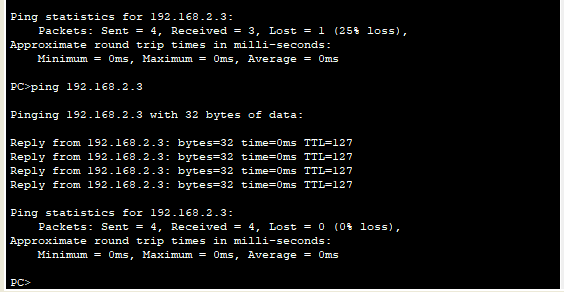 Ping statistics for 192.168.2.3:
    Packets: Sent = 4, Received = 3, Lost = 1 (25% loss),
Approximate round trip times in milli-seconds:
    Minimum = 0ms, Maximum = 0ms, Average = 0ms
PC>ping 192.168.2.3
Pinging 192.168.2.3 with 32 bytes of data:
Reply from 192.168.2.3: bytes=32 time=0ms TTL=127
Reply from 192.168.2.3: bytes=32 time=0ms TTL=127
Reply from 192.168.2.3: bytes=32 time=0ms TTL=127
Reply from 192.168.2.3: bytes=32 time=0ms TTL=127
Ping statistics for 192.168.2.3:
    Packets: Sent = 4, Received = 4, Lost = 0 (0% loss),
Approximate round trip times in milli-seconds:
    Minimum = 0ms, Maximum = 0ms, Average = 0ms
PC>